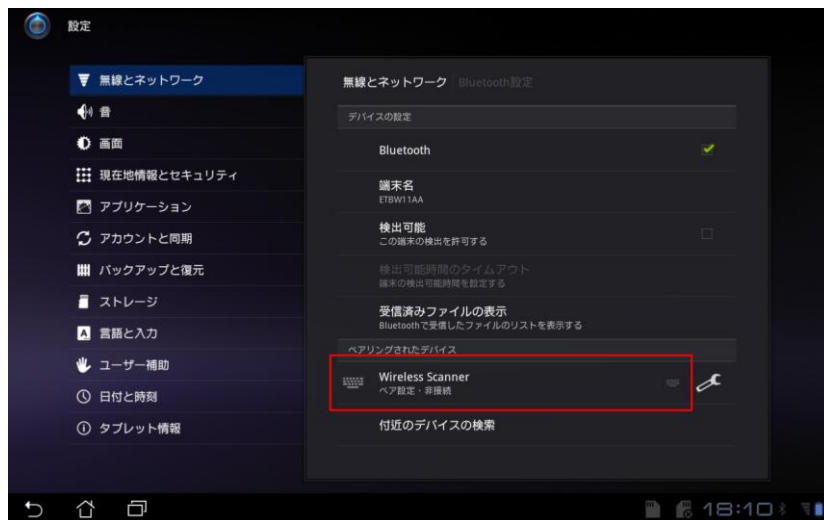 設定
無線とネットワーク
音
画面
現在地情報とセキュリティ
アプリケーション
アカウントと同期
バックアップと復元
ストレージ
言語と入力
ユーザー補助
日付と時刻
タブレット情報
無線とネットワーク Bluetooth設定
デバイスの設定
Bluetooth
端末名
ETBW11AA
検出可能
この端末の検出を許可する
検出可能時間のタイムアウト
端末の検出可能時間を設定する
受信済みファイルの表示
Bluetoothで受信したファイルのリストを表示する
ペアリングされたデバイス
Wireless Scanner
ペア設定・非接続
付近のデバイスの検索
18:10